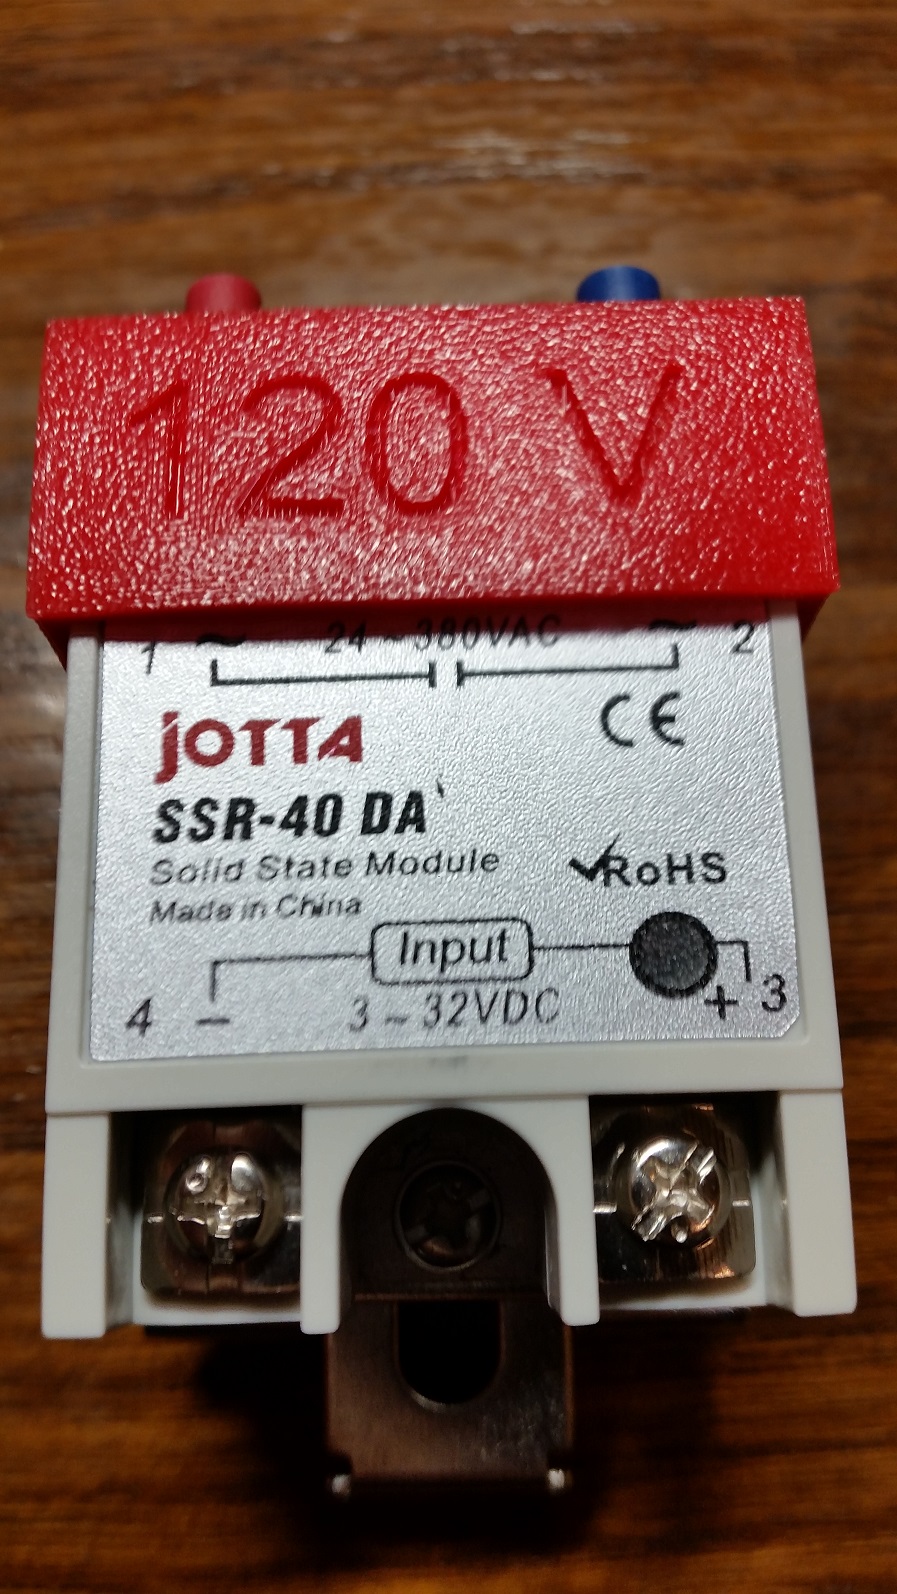 120 V
1 ~ 24 ~ 380VAC ~ 2
jOTTA
CE
SSR-40 DA
Solid State Module
RoHS
Made in China
Input
4 − 3 ~ 32VDC + 3